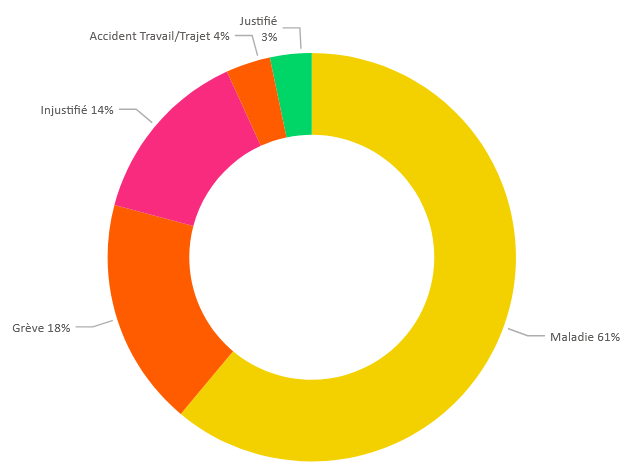 Justifié
3%
Accident Travail/Trajet 4%
Injustifié 14%
Grève 18%
Maladie 61%